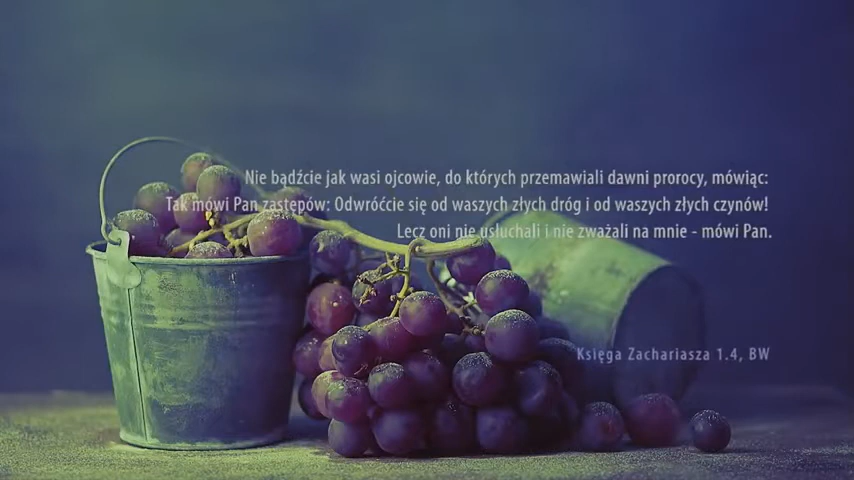 Nie bądźcie jak wasi ojcowie, do których przemawiali dawni prorocy, mówiąc:
Tak mówi Pan zastępów: Odwróćcie się od waszych złych dróg i od waszych złych czynów!
Lecz oni nie usłuchali i nie zważali na mnie - mówi Pan.
Księga Zachariasza 1.4, BW